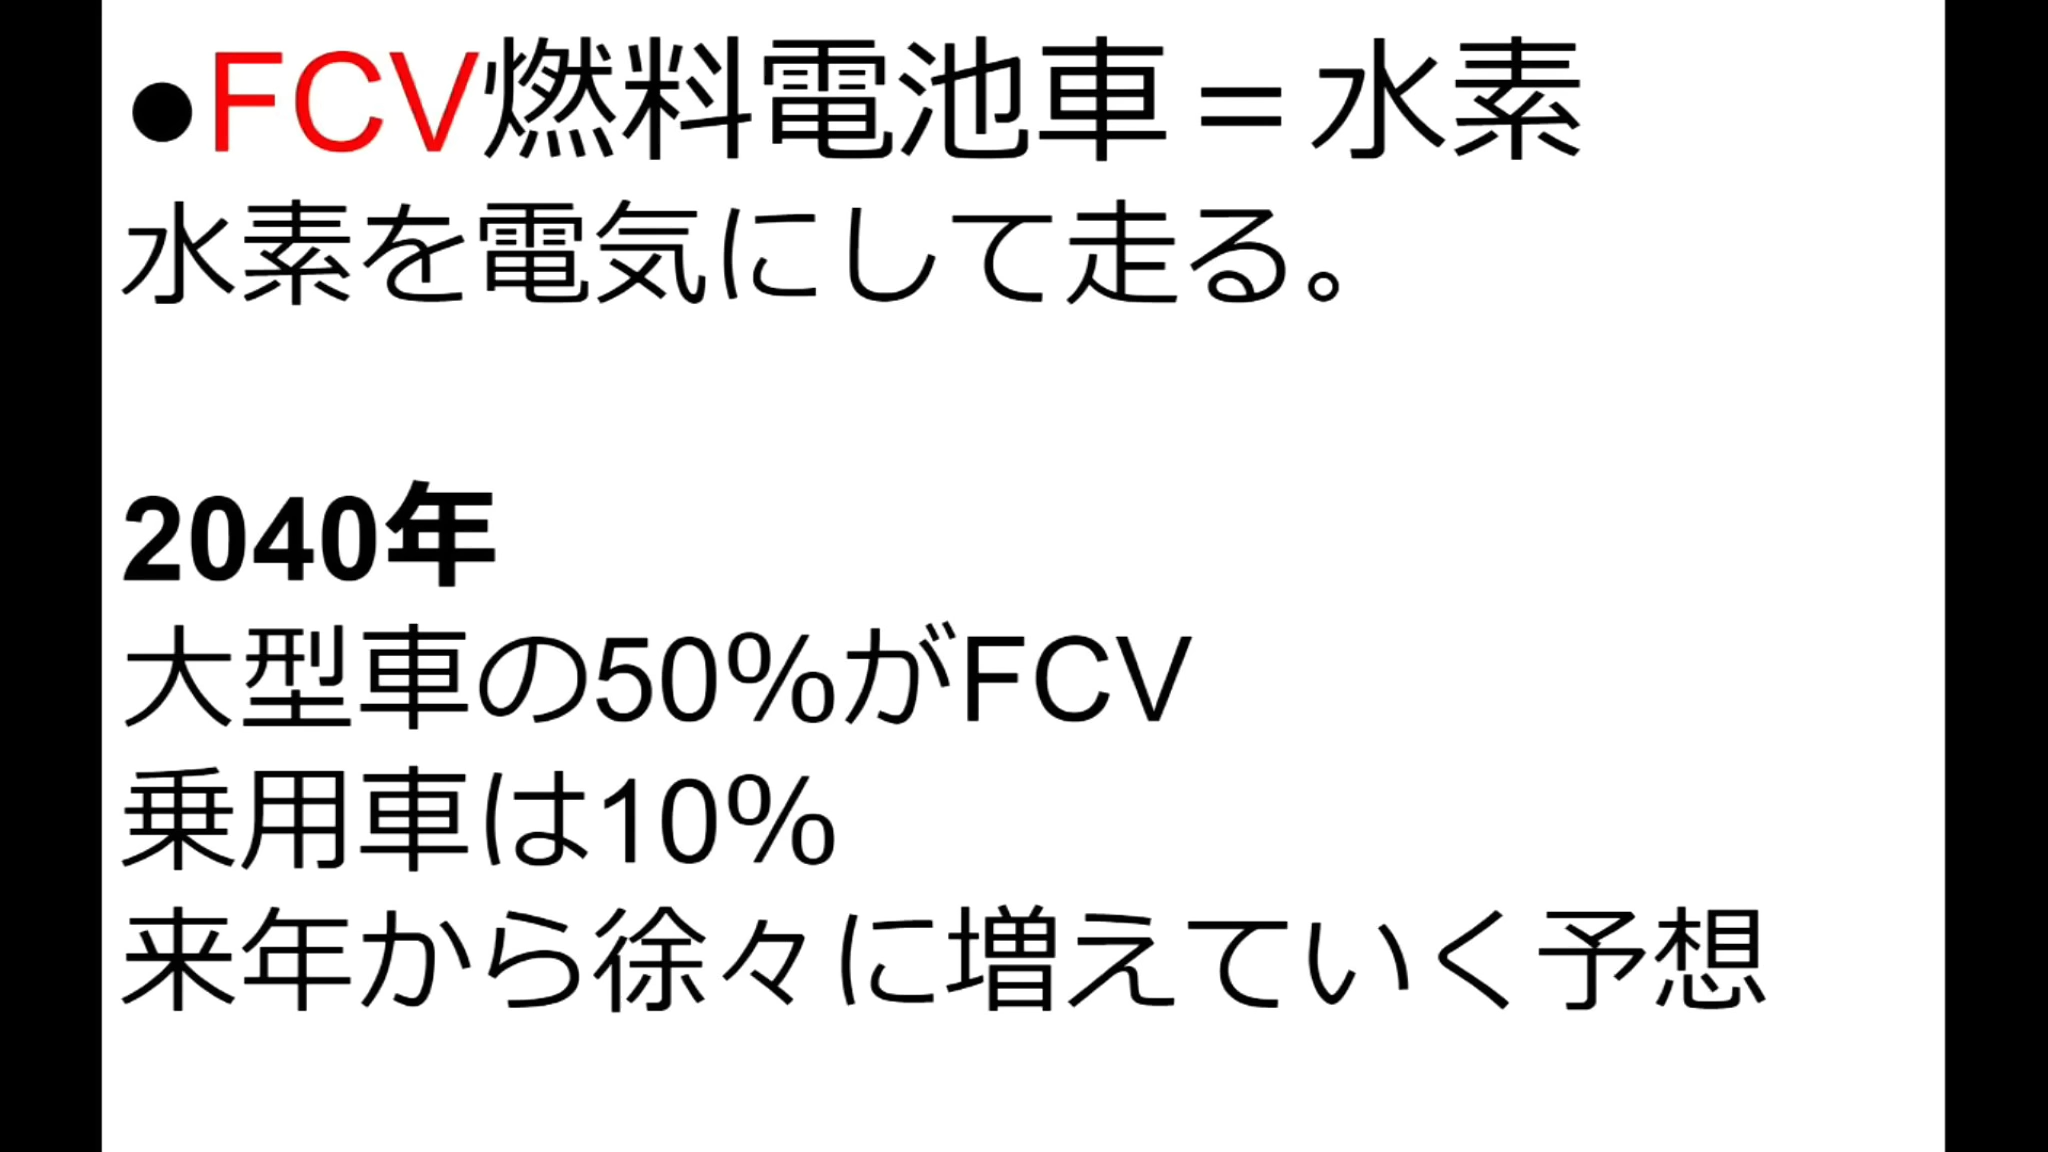 ●FCV燃料電池車＝水素
水素を電気にして走る。
2040年
大型車の50%がFCV
乗用車は10%
来年から徐々に増えていく予想